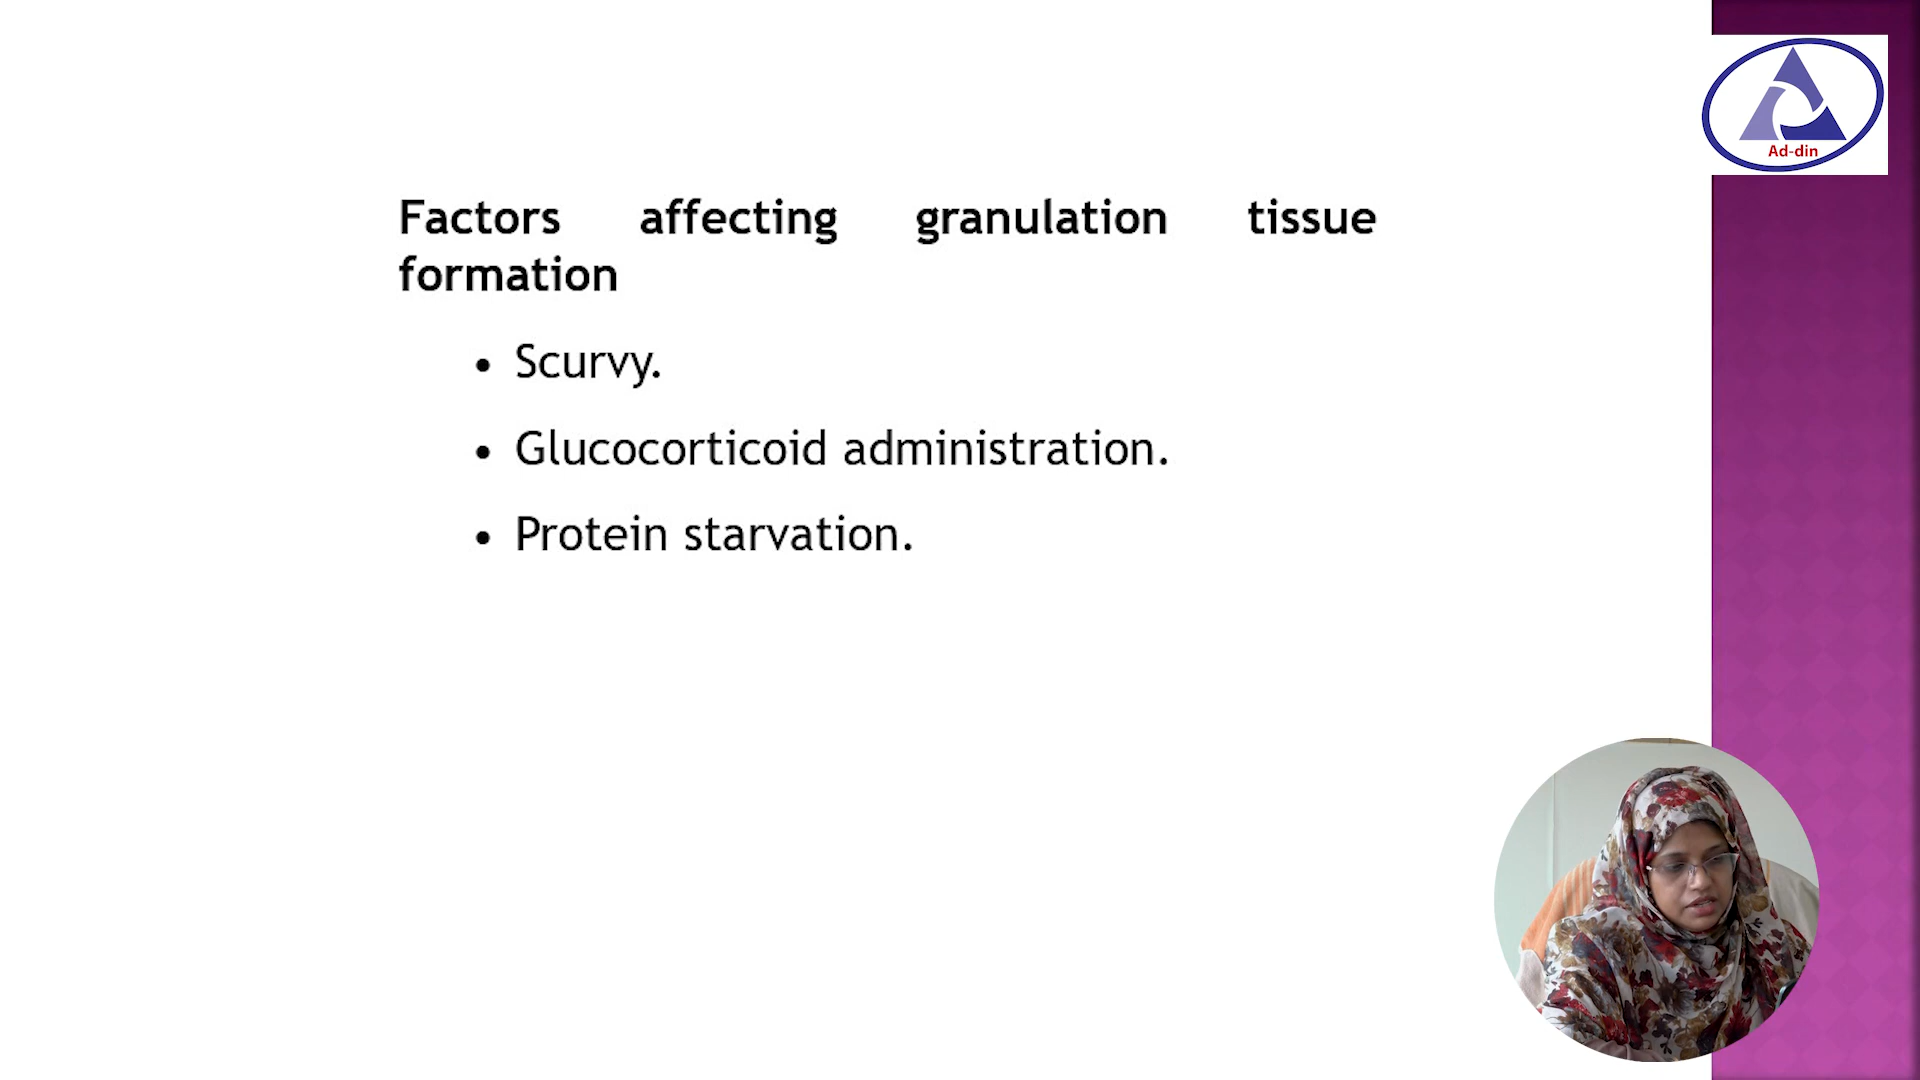 Ad-din
Factors affecting granulation tissue
formation
• Scurvy.
• Glucocorticoid administration.
• Protein starvation.